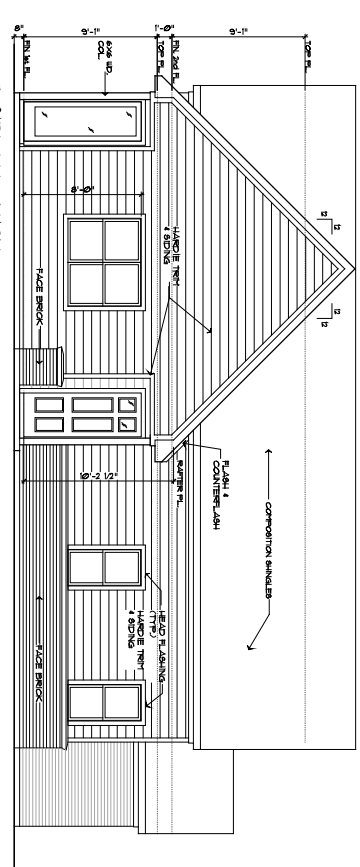 TOP PL.
9'-1"
FIN. 2nd FL.
1'-0"
TOP PL.
9'-1"
FIN. 1st FL.
8"
6X6 WD.
COL.
12
12
12
12
COMPOSITION SHINGLES
FLASH &
COUNTERFLASH
RAFTER PL.
HARDIE TRIM
& SIDING
8'-0"
10'-2 1/2"
HEAD FLASHING
(TYP.)
HARDIE TRIM
& SIDING
FACE BRICK
FACE BRICK